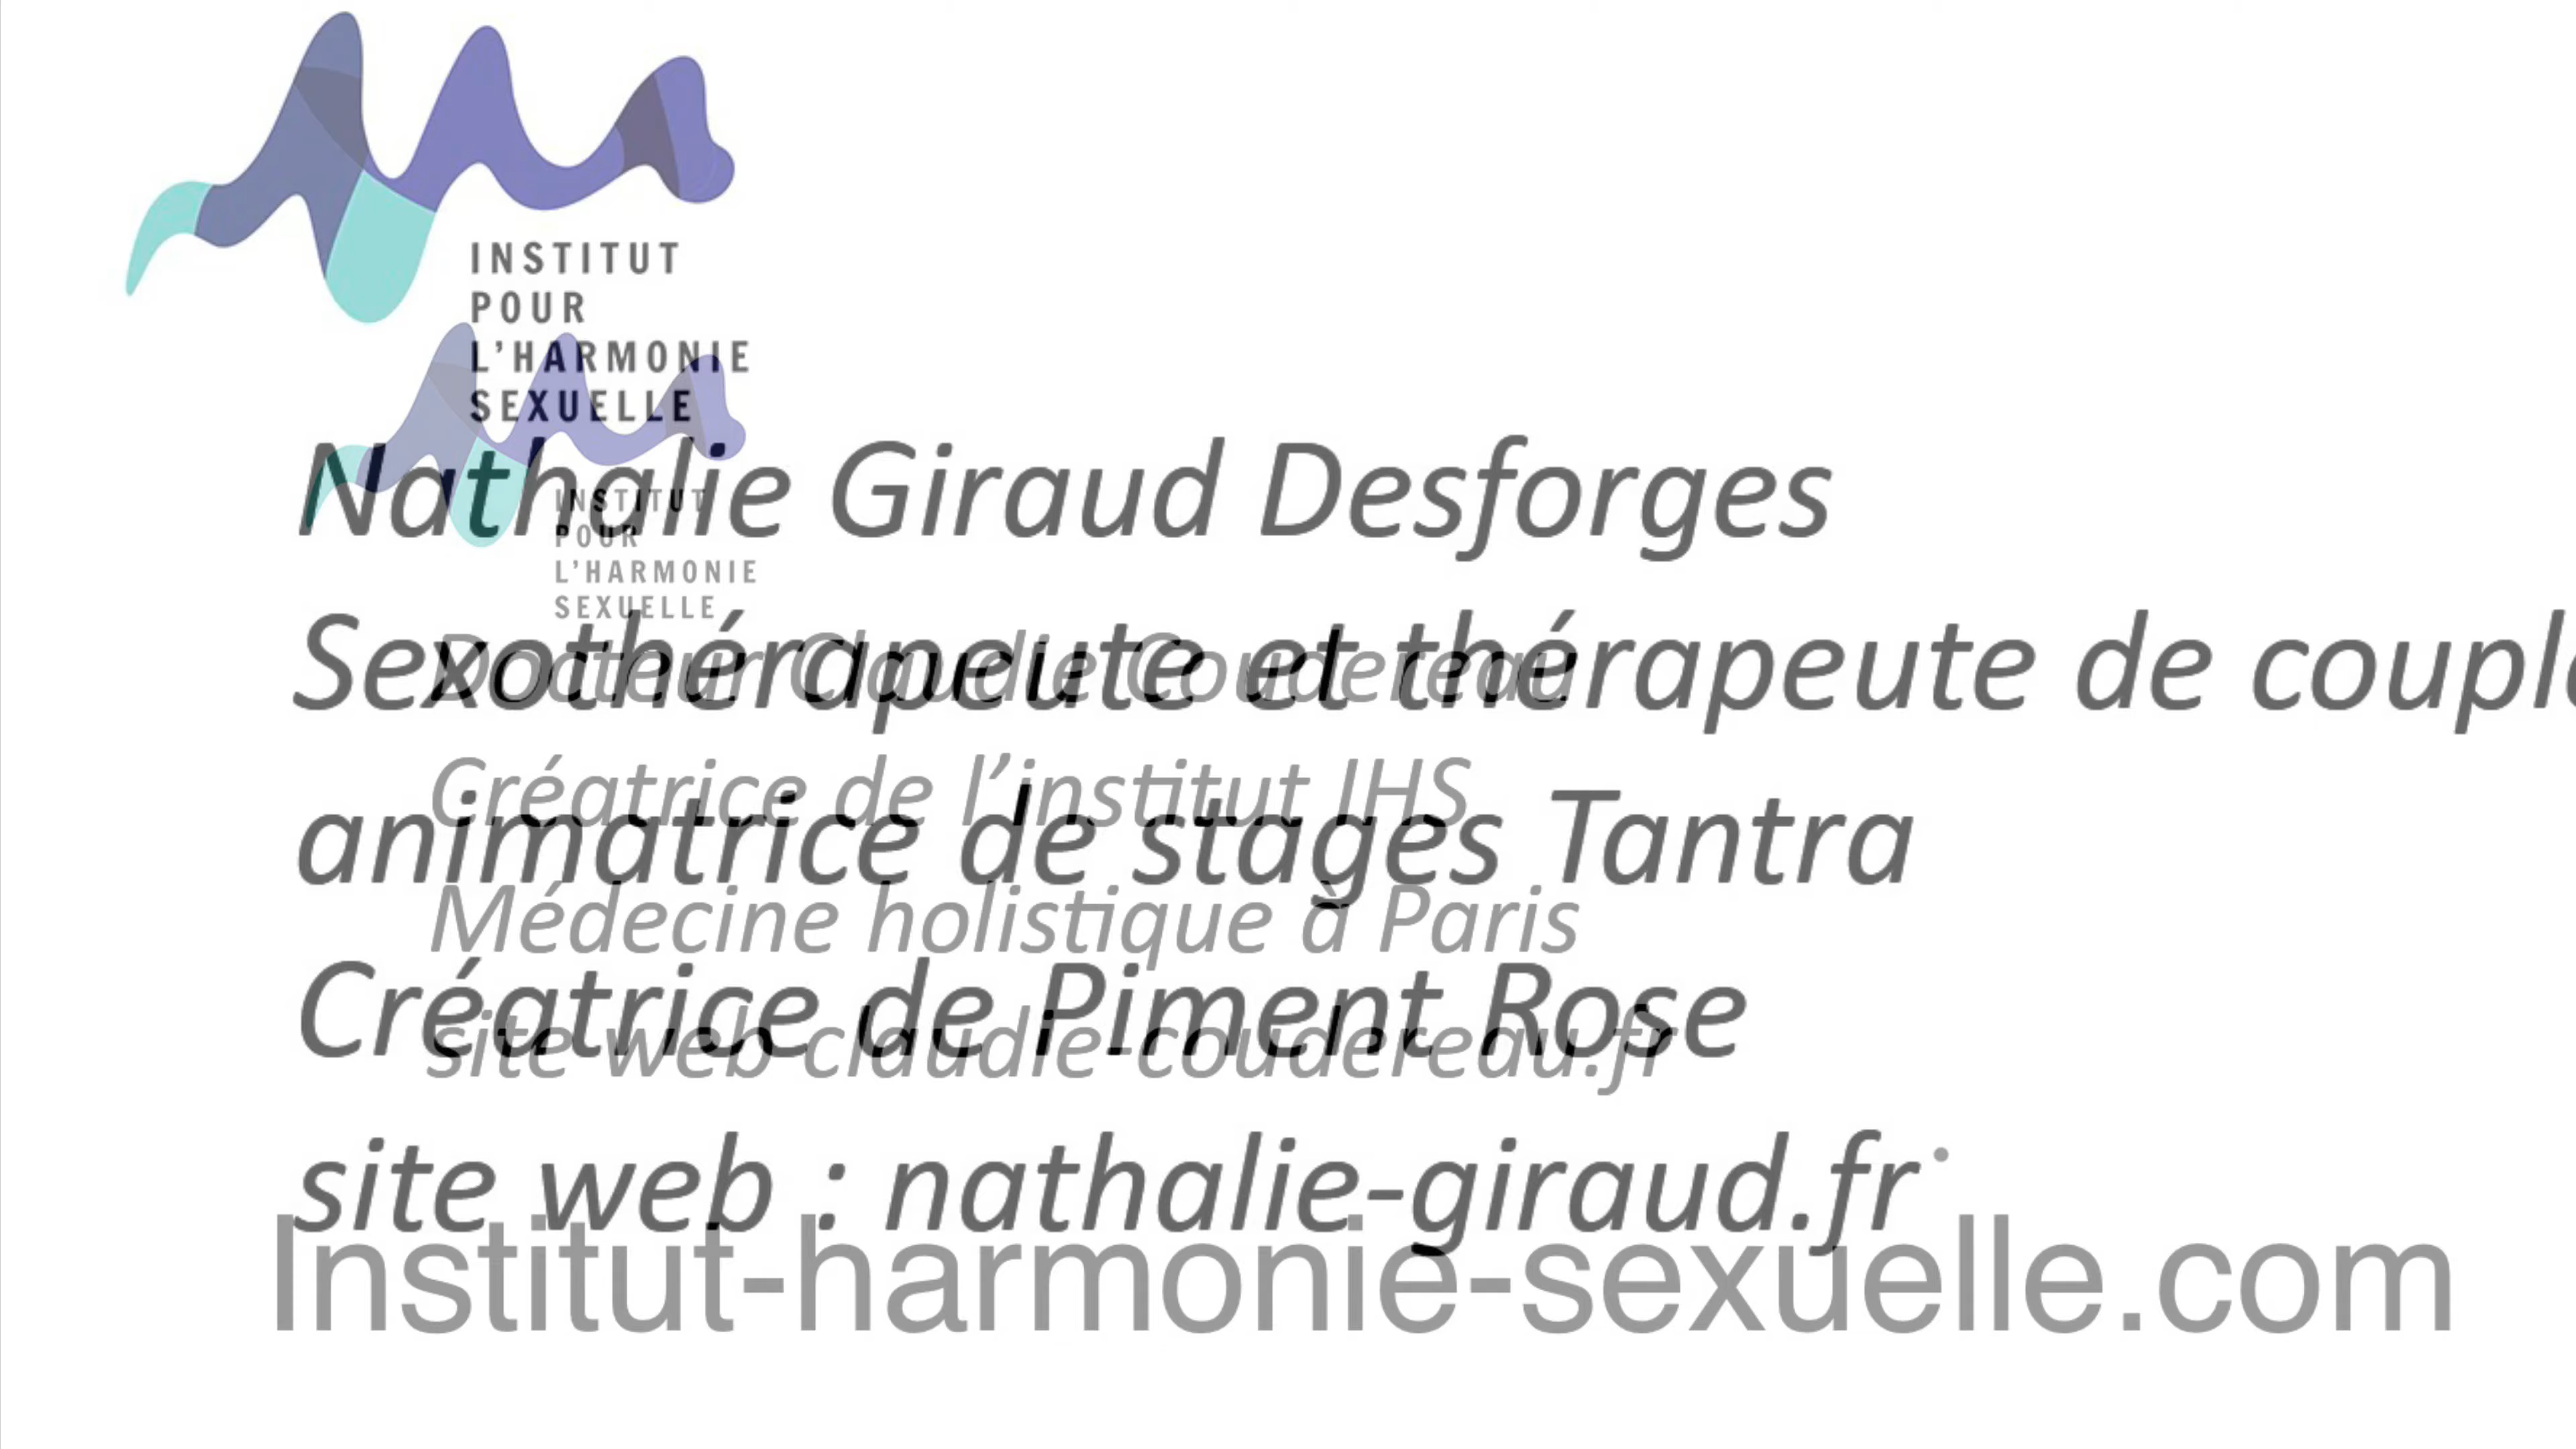 INSTITUT
POUR
L'HARMONIE
SEXUELLE
Nathalie Giraud Desforges
Sexothérapeute et thérapeute de
animatrice de stages Tantra
Créatrice de Piment Rose
site web : nathalie-giraud.fr
INSTITUT
POUR
L'HARMONIE
SEXUELLE
Docteur Claudie Coudereau
Créatrice de l'institut IHS
Médecine holistique à Paris
site web claudie-coudereau.fr
Institut-harmonie-sexuelle.com